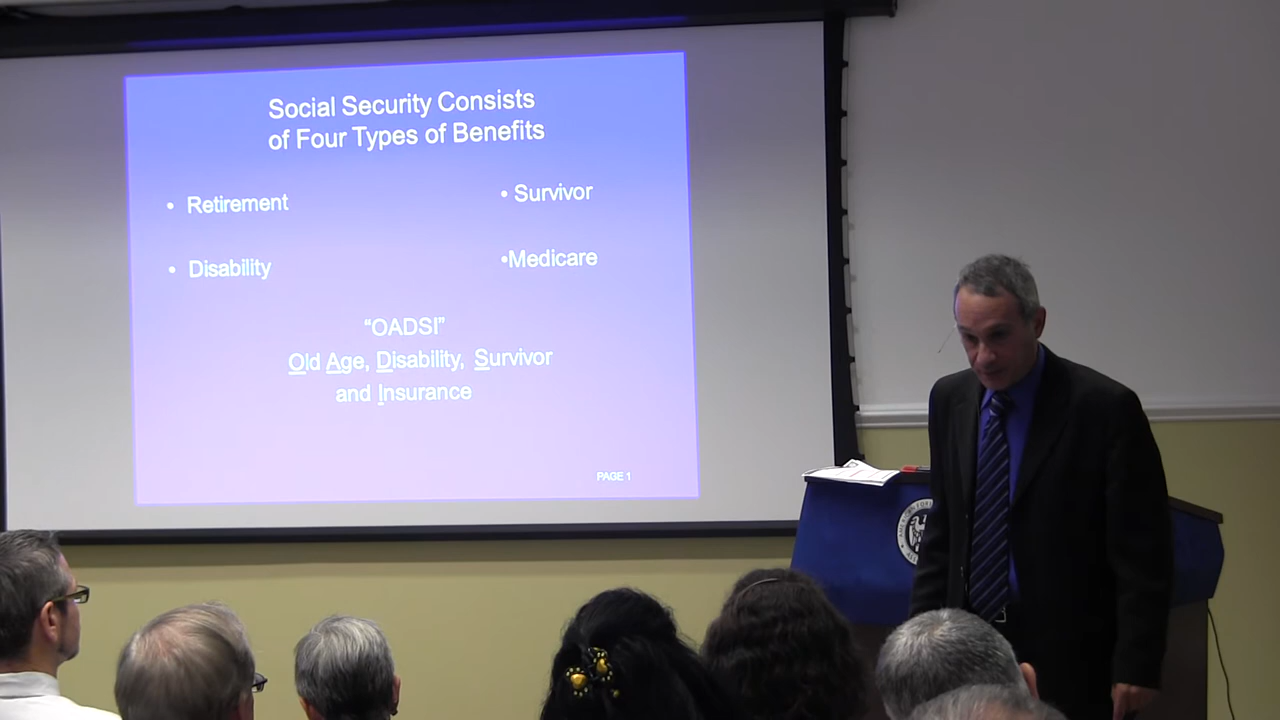 Social Security Consists
of Four Types of Benefits
• Retirement
• Survivor
• Disability
•Medicare
“OADSI”
Old Age, Disability, Survivor
and Insurance
PAGE 1